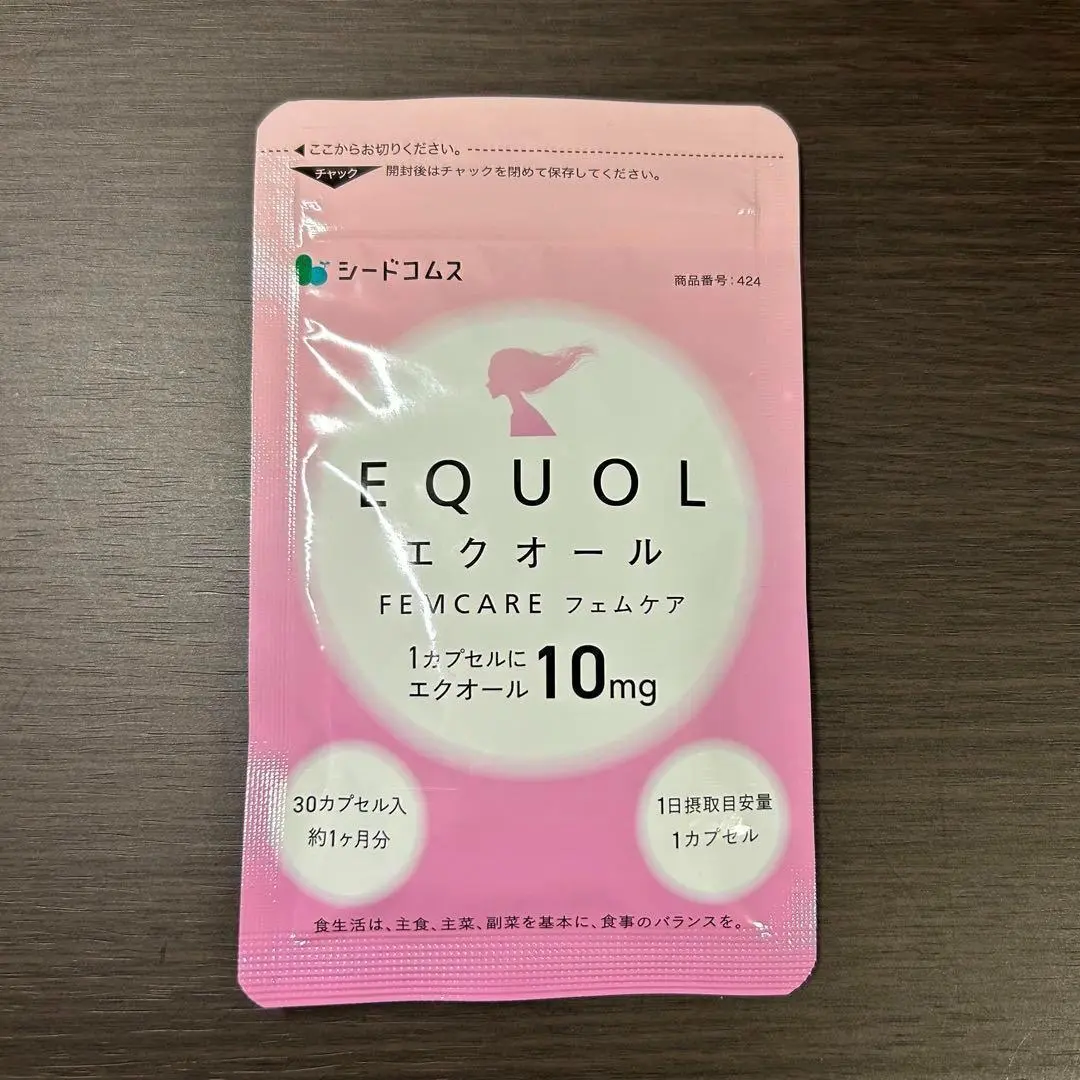 ここからお切りください。
チャック 開封後はチャックを閉めて保存してください。
シードコムス
商品番号:424
EQUOL
エクオール
FEMCARE フェムケア
1カプセルに
エクオール 10mg
30カプセル入
約1ヶ月分
1日摂取目安量
1カプセル
食生活は、主食、主菜、副菜を基本に、食事のバランスを。